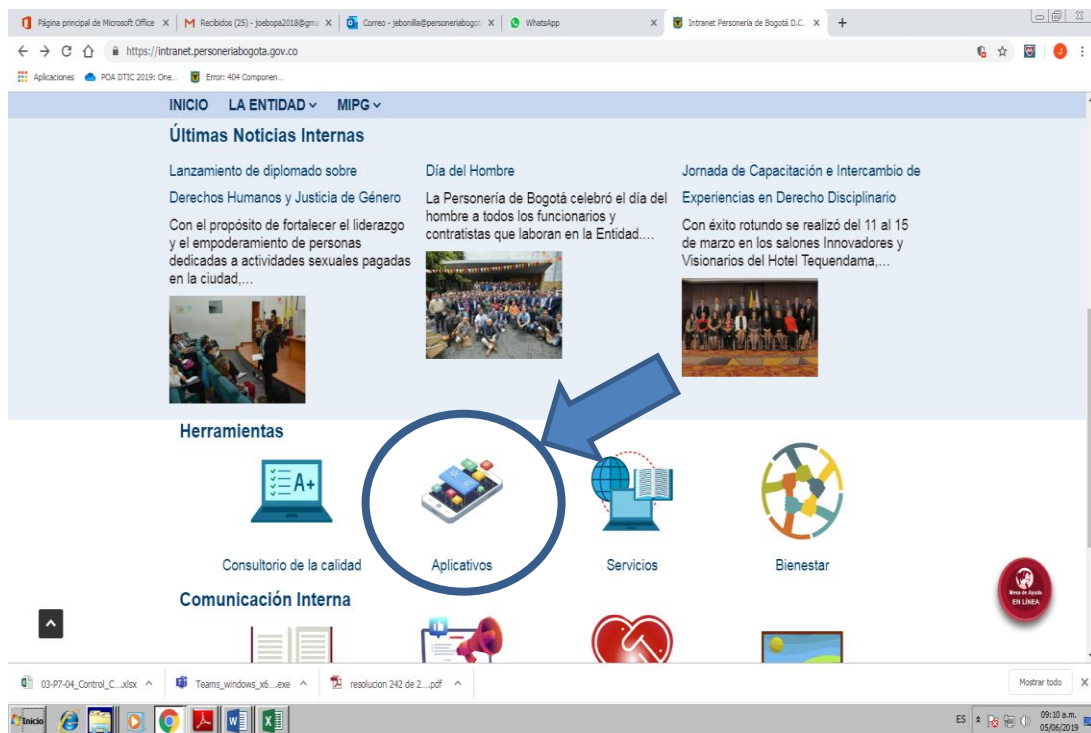 Página principal de Microsoft Office
Recibidos (25) - joebopa2018@gm
Correo - jebonilla@personeriabogot
WhatsApp
Intranet Personería de Bogotá D.C.
https://intranet.personeriabogota.gov.co
Aplicaciones
POA DTIC 2019: One...
Error: 404 Componen...
INICIO LA ENTIDAD MIPG
Últimas Noticias Internas
Lanzamiento de diplomado sobre
Derechos Humanos y Justicia de Género
Con el propósito de fortalecer el liderazgo
y el empoderamiento de personas
dedicadas a actividades sexuales pagadas
en la ciudad,...
Día del Hombre
La Personería de Bogotá celebró el día del
hombre a todos los funcionarios y
contratistas que laboran en la Entidad....
Jornada de Capacitación e Intercambio de
Experiencias en Derecho Disciplinario
Con éxito rotundo se realizó del 11 al 15
de marzo en los salones Innovadores y
Visionarios del Hotel Tequendama,...
Herramientas
A+
Consultorio de la calidad
Aplicativos
Servicios
Bienestar
Mesa de Ayuda
EN LÍNEA
Comunicación Interna
03-P7-04_Control_C....xlsx
Teams_windows_x6....exe
resolucion 242 de 2....pdf
Mostrar todo
Inicio
ES
09:10 a.m.
05/06/2019